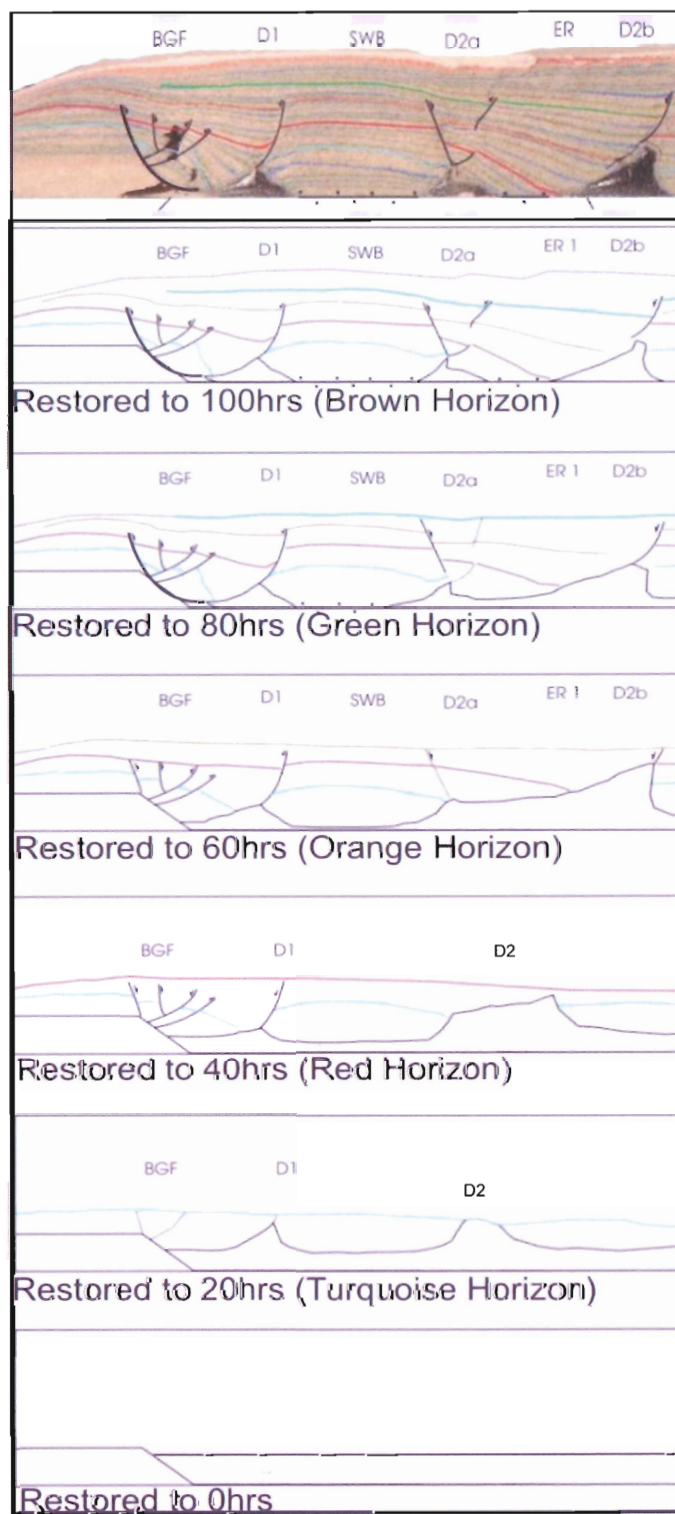 BGF D1 SWB D2a ER D2b
BGF D1 SWB D2a ER 1 D2b
Restored to 100hrs (Brown Horizon)
BGF D1 SWB D2a ER 1 D2b
Restored to 80hrs (Green Horizon)
BGF D1 SWB D2a ER 1 D2b
Restored to 60hrs (Orange Horizon)
BGF D1 D2
Restored to 40hrs (Red Horizon)
BGF D1 D2
Restored to 20hrs (Turquoise Horizon)
Restored to 0hrs